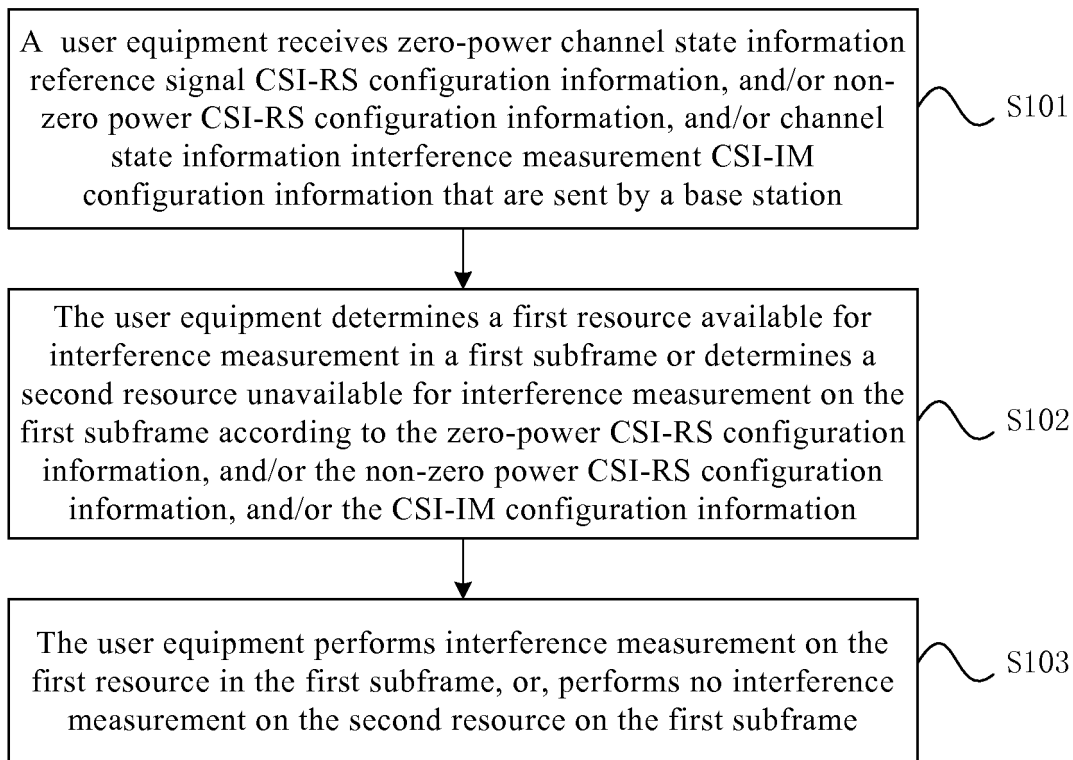 A user equipment receives zero-power channel state information
reference signal CSI-RS configuration information, and/or non-
zero power CSI-RS configuration information, and/or channel
state information interference measurement CSI-IM
configuration information that are sent by a base station
S101
The user equipment determines a first resource available for
interference measurement in a first subframe or determines a
second resource unavailable for interference measurement on the
first subframe according to the zero-power CSI-RS configuration
information, and/or the non-zero power CSI-RS configuration
information, and/or the CSI-IM configuration information
S102
The user equipment performs interference measurement on the
first resource in the first subframe, or, performs no interference
measurement on the second resource on the first subframe
S103